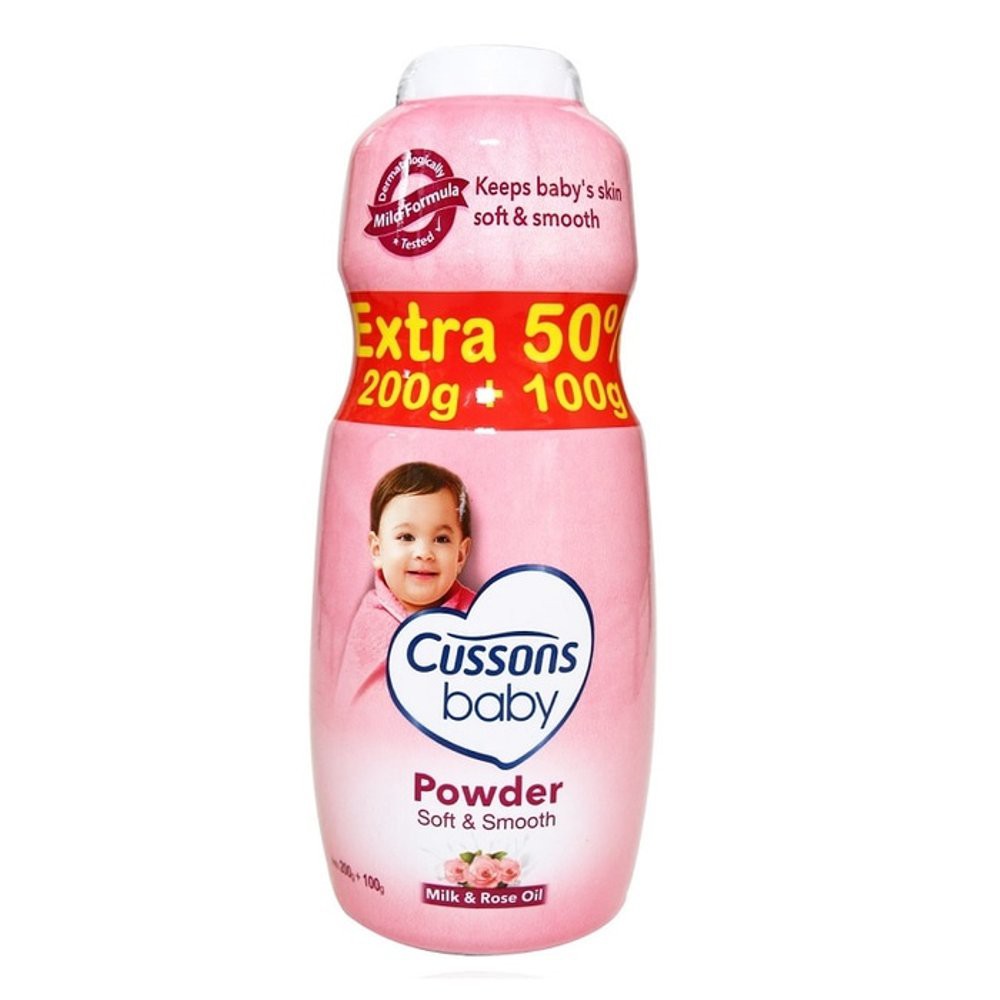 Dermatologically
Mild Formula
Tested
Keeps baby's skin
soft & smooth
Extra 50%
200g + 100g
Cussons
baby
Powder
Soft & Smooth
200g + 100g
Milk & Rose Oil